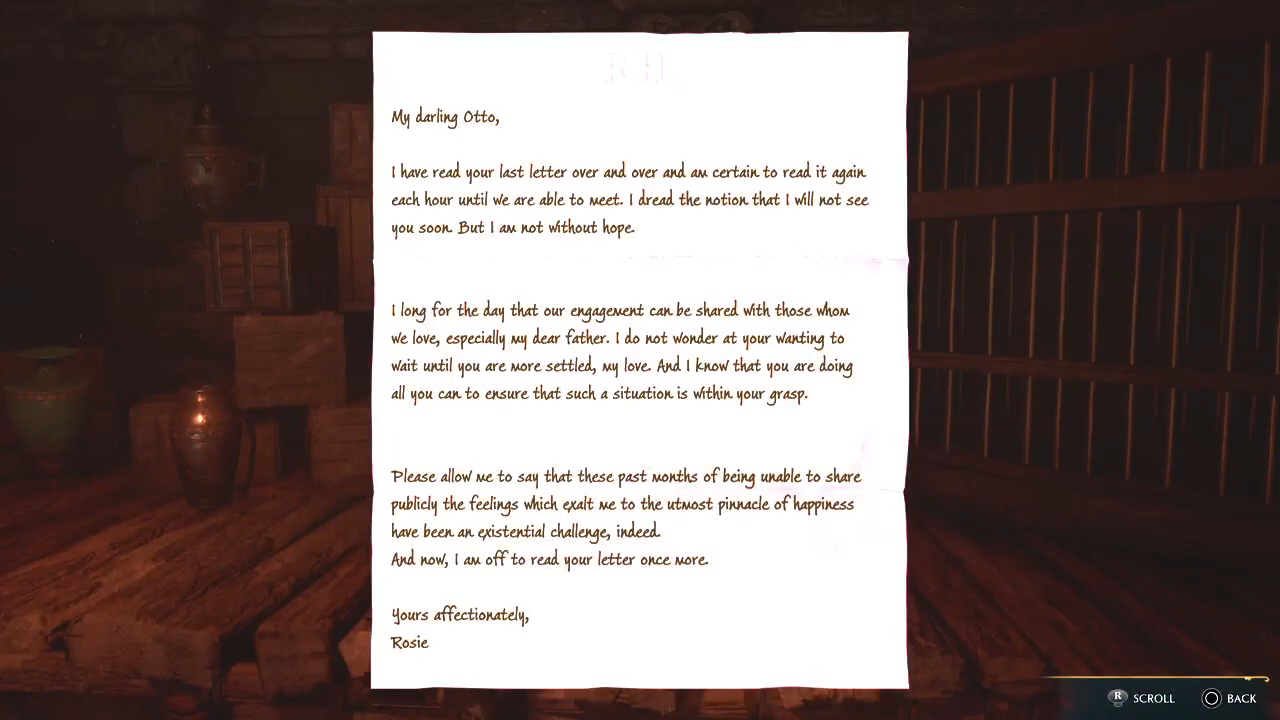 R.H
My darling Otto,
I have read your last letter over and over and am certain to read it again
each hour until we are able to meet. I dread the notion that I will not see
you soon. But I am not without hope.
I long for the day that our engagement can be shared with those whom
we love, especially my dear father. I do not wonder at your wanting to
wait until you are more settled, my love. And I know that you are doing
all you can to ensure that such a situation is within your grasp.
Please allow me to say that these past months of being unable to share
publicly the feelings which exalt me to the utmost pinnacle of happiness
have been an existential challenge, indeed.
And now, I am off to read your letter once more.
Yours affectionately,
Rosie
R SCROLL BACK